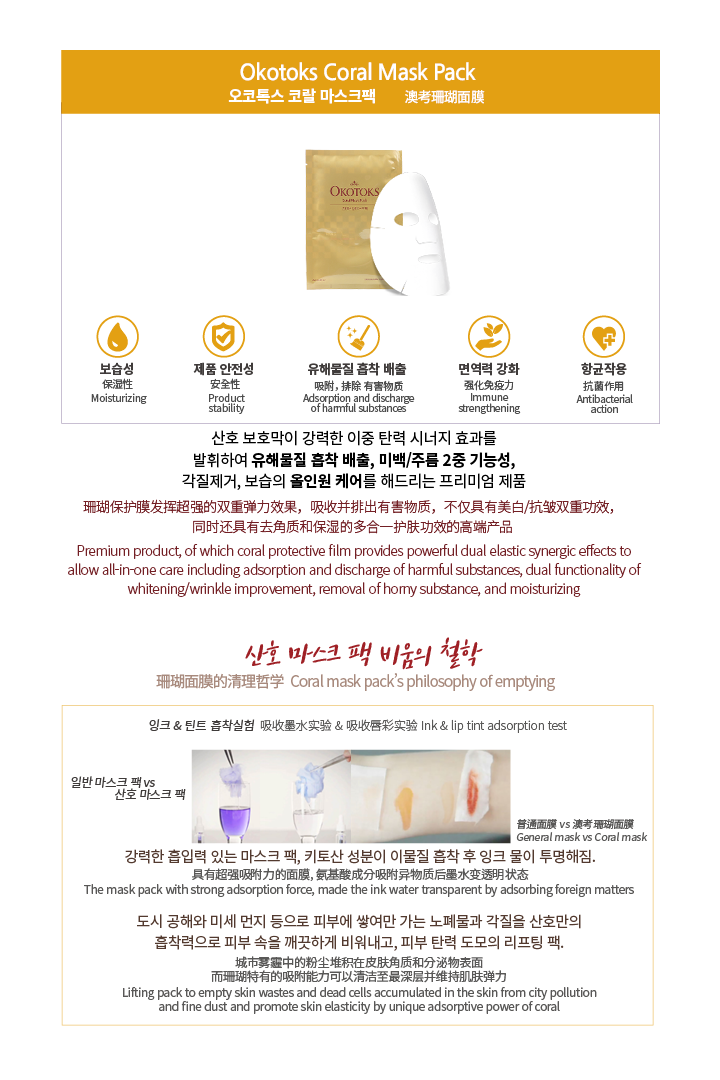 Okotoks Coral Mask Pack
오코톡스 코랄 마스크팩 澳考珊瑚面膜
OKOTOKS
Coral Mask Pack
보습성
保湿性
Moisturizing
제품 안전성
安全性
Product
stability
유해물질 흡착 배출
吸附, 排除 有害物质
Adsorption and discharge
of harmful substances
면역력 강화
强化免疫力
Immune
strengthening
항균작용
抗菌作用
Antibacterial
action
산호 보호막이 강력한 이중 탄력 시너지 효과를
발휘하여 유해물질 흡착 배출, 미백/주름 2중 기능성,
각질제거, 보습의 올인원 케어를 해드리는 프리미엄 제품
珊瑚保护膜发挥超强的双重弹力效果，吸收并排出有害物质，不仅具有美白/抗皱双重功效，
同时还具有去角质和保湿的多合一护肤功效的高端产品
Premium product, of which coral protective film provides powerful dual elastic synergic effects to
allow all-in-one care including adsorption and discharge of harmful substances, dual functionality of
whitening/wrinkle improvement, removal of horny substance, and moisturizing
산호 마스크 팩 비움의 철학
珊瑚面膜的清理哲学 Coral mask pack's philosophy of emptying
잉크 & 틴트 흡착실험 吸收墨水实验 & 吸收唇彩实验 Ink & lip tint adsorption test
일반 마스크 팩 vs
산호 마스크 팩
普通面膜 vs 澳考珊瑚面膜
General mask vs Coral mask
강력한 흡입력 있는 마스크 팩, 키토산 성분이 이물질 흡착 후 잉크 물이 투명해짐.
具有超强吸附力的面膜, 氨基酸成分吸附异物质后墨水变透明状态
The mask pack with strong adsorption force, made the ink water transparent by adsorbing foreign matters
도시 공해와 미세 먼지 등으로 피부에 쌓여만 가는 노폐물과 각질을 산호만의
흡착력으로 피부 속을 깨끗하게 비워내고, 피부 탄력 도모의 리프팅 팩.
城市雾霾中的粉尘堆积在皮肤角质和分泌物表面
而珊瑚特有的吸附能力可以清洁至最深层并维持肌肤弹力
Lifting pack to empty skin wastes and dead cells accumulated in the skin from city pollution
and fine dust and promote skin elasticity by unique adsorptive power of coral